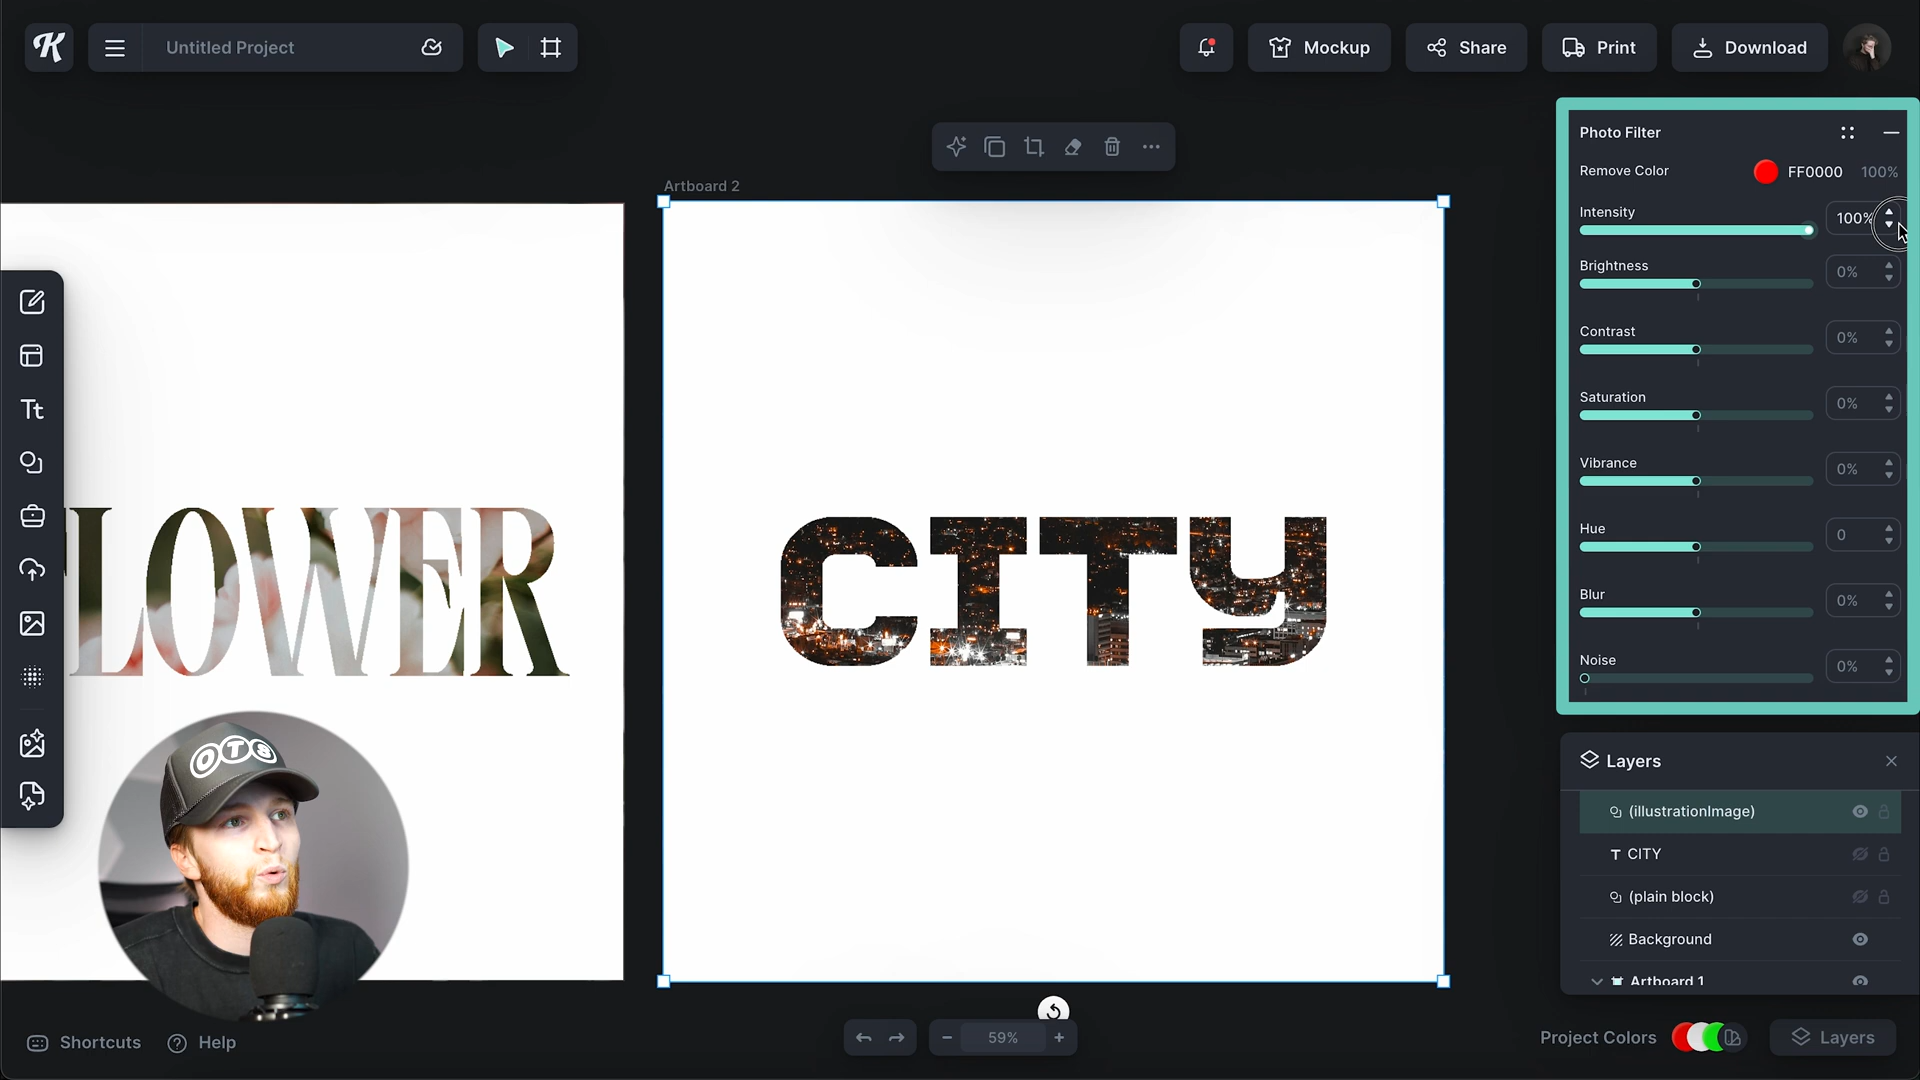 K
Untitled Project
Mockup
Share
Print
Download
Photo Filter
Remove Color
FF0000
100%
Intensity
100%
Brightness
0%
Contrast
0%
Saturation
0%
Vibrance
0%
Hue
0
Blur
0%
Noise
0%
Artboard 2
Tt
LOWER
CITY
OTS
Layers
(illustrationImage)
T CITY
(plain block)
Background
Artboard 1
Shortcuts
Help
59%
Project Colors
Layers